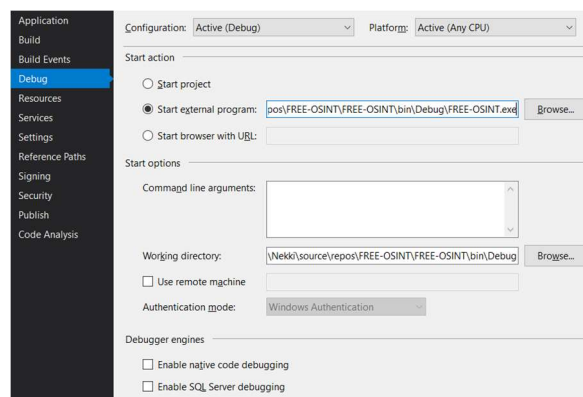 Application
Build
Build Events
Debug
Resources
Services
Settings
Reference Paths
Signing
Security
Publish
Code Analysis
Configuration: Active (Debug) Platform: Active (Any CPU)
Start action
Start project
Start external program: pos\FREE-OSINT\FREE-OSINT\bin\Debug\FREE-OSINT.exe Browse...
Start browser with URL:
Start options
Command line arguments:
Working directory: \Nekki\source\repos\FREE-OSINT\FREE-OSINT\bin\Debug Browse...
Use remote machine
Authentication mode: Windows Authentication
Debugger engines
Enable native code debugging
Enable SQL Server debugging